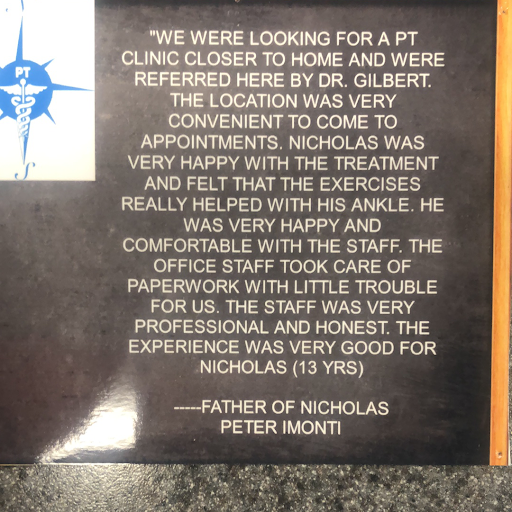 PT
"WE WERE LOOKING FOR A PT
CLINIC CLOSER TO HOME AND WERE
REFERRED HERE BY DR. GILBERT.
THE LOCATION WAS VERY
CONVENIENT TO COME TO
APPOINTMENTS. NICHOLAS WAS
VERY HAPPY WITH THE TREATMENT
AND FELT THAT THE EXERCISES
REALLY HELPED WITH HIS ANKLE. HE
WAS VERY HAPPY AND
COMFORTABLE WITH THE STAFF. THE
OFFICE STAFF TOOK CARE OF
PAPERWORK WITH LITTLE TROUBLE
FOR US. THE STAFF WAS VERY
PROFESSIONAL AND HONEST. THE
EXPERIENCE WAS VERY GOOD FOR
NICHOLAS (13 YRS)
-----FATHER OF NICHOLAS
PETER IMONTI
S